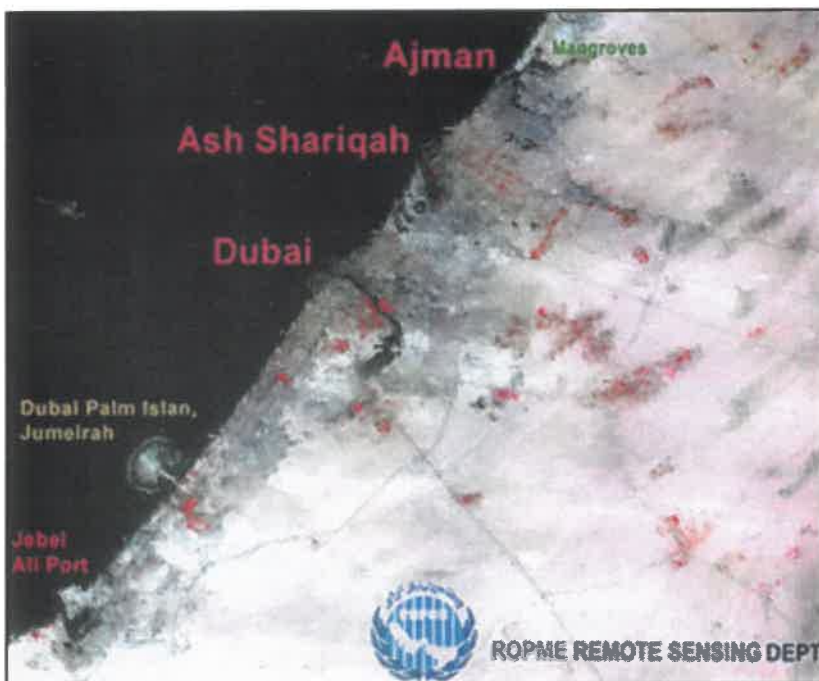 Ajman
Mangroves
Ash Shariqah
Dubai
Dubai Palm Islan,
Jumeirah
Jebel
Ali Port
ROPME REMOTE SENSING DEPT